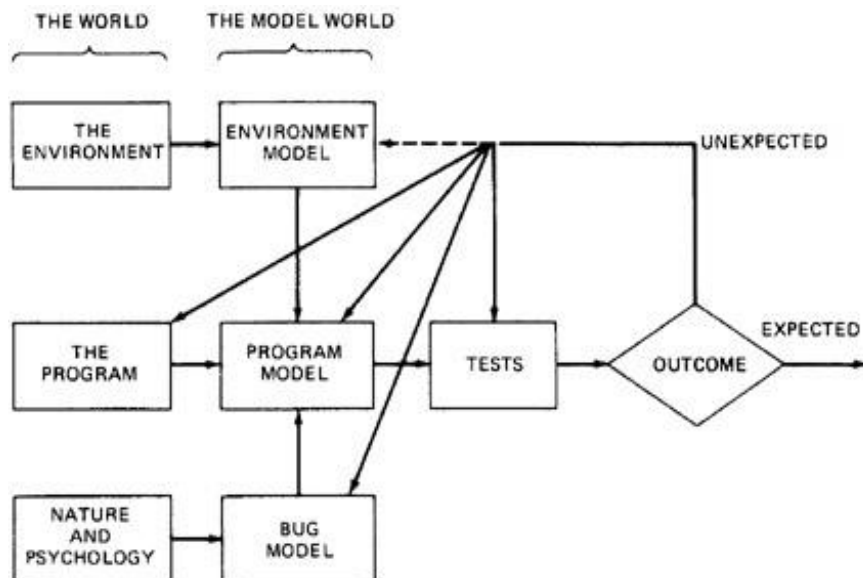 THE WORLD
THE MODEL WORLD
THE
ENVIRONMENT
ENVIRONMENT
MODEL
UNEXPECTED
THE
PROGRAM
PROGRAM
MODEL
TESTS
OUTCOME
EXPECTED
NATURE
AND
PSYCHOLOGY
BUG
MODEL